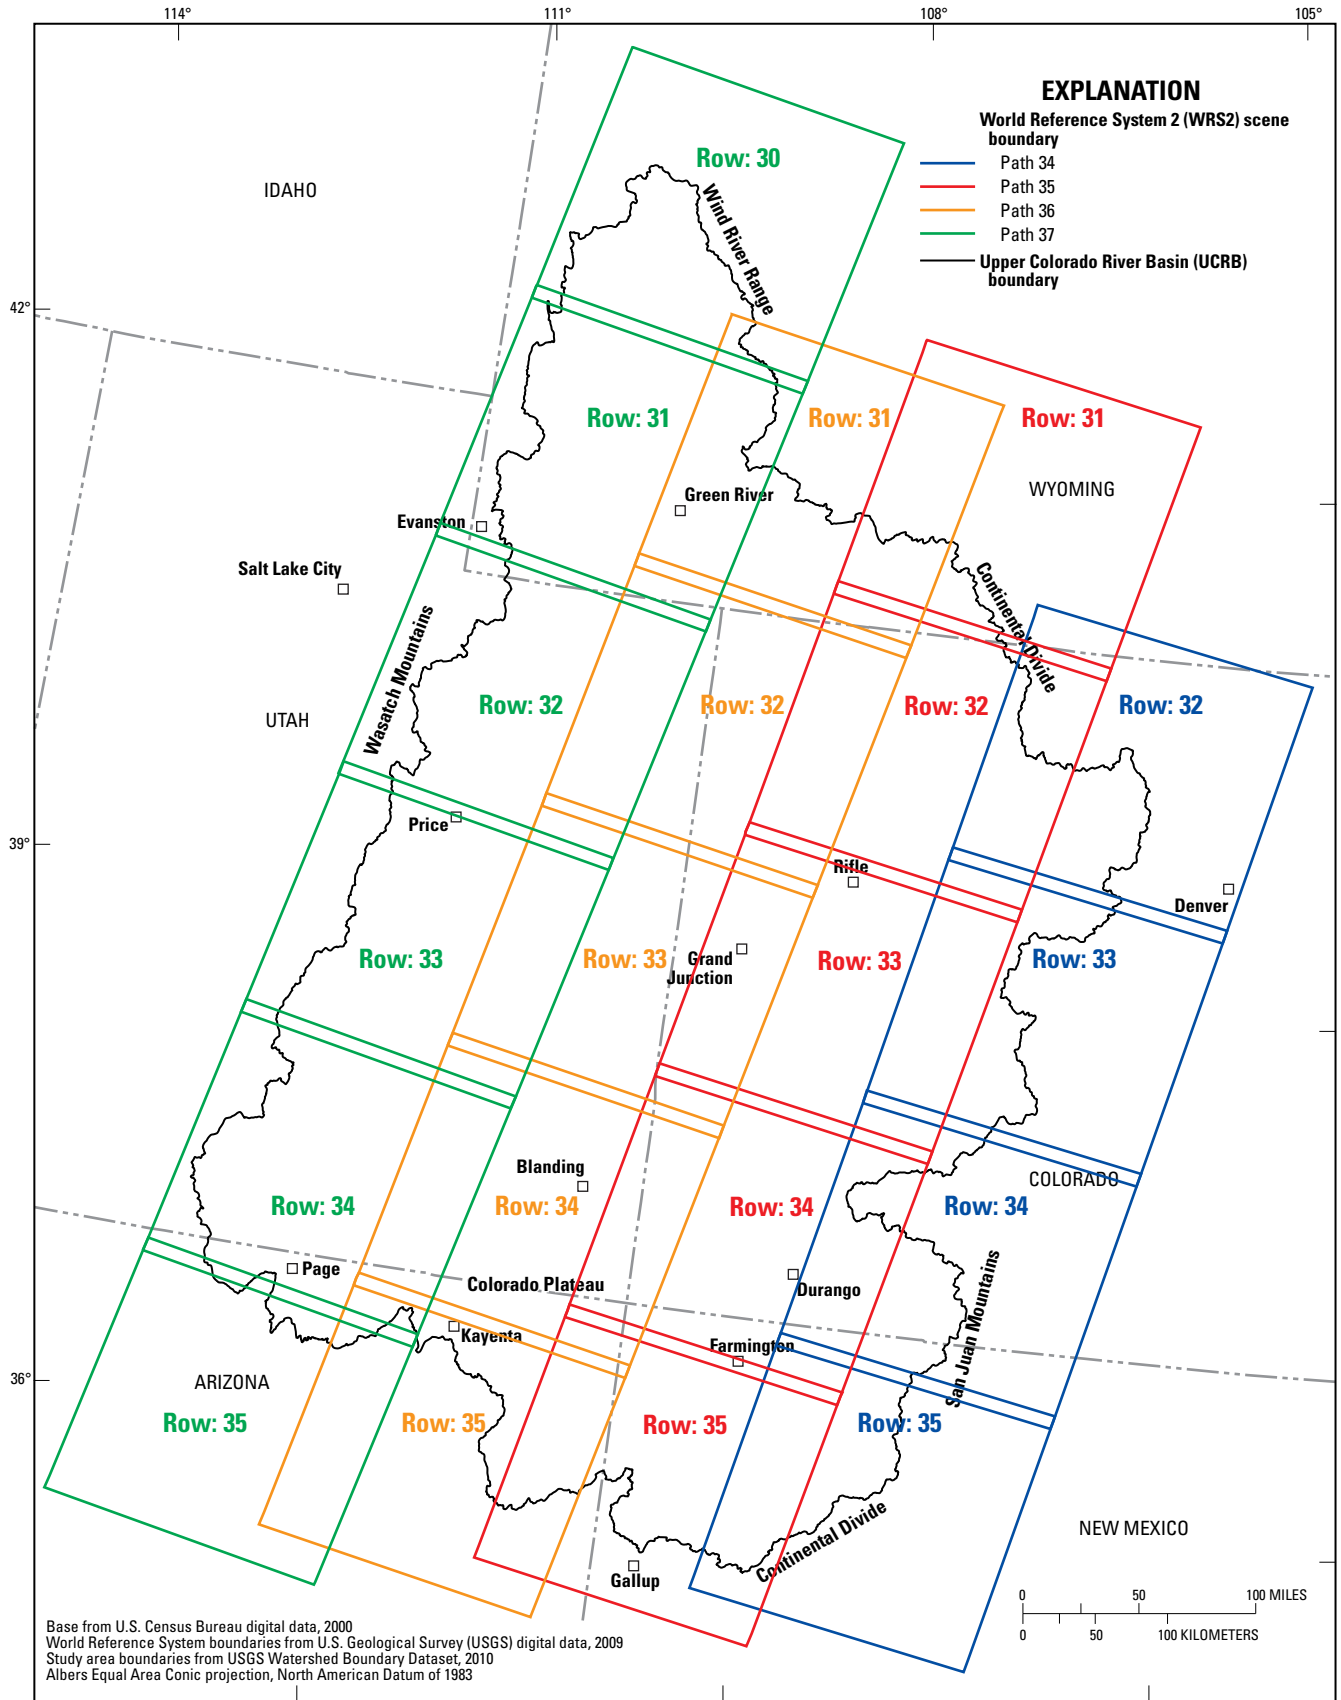 114°
111°
108°
105°
42°
39°
36°
EXPLANATION
World Reference System 2 (WRS2) scene
boundary
Path 34
Path 35
Path 36
Path 37
Upper Colorado River Basin (UCRB)
boundary
IDAHO
Row: 30
Wind River Range
Row: 31
Row: 31
Row: 31
WYOMING
Green River
Evanston
Salt Lake City
Continental Divide
Wasatch Mountains
UTAH
Row: 32
Row: 32
Row: 32
Row: 32
Price
Rifle
Denver
Row: 33
Row: 33
Grand
Junction
Row: 33
Row: 33
Blanding
COLORADO
Row: 34
Row: 34
Row: 34
Row: 34
Page
Colorado Plateau
Durango
San Juan Mountains
Kayenta
Farmington
ARIZONA
Row: 35
Row: 35
Row: 35
Row: 35
Continental Divide
NEW MEXICO
Gallup
0 50 100 MILES
0 50 100 KILOMETERS
Base from U.S. Census Bureau digital data, 2000
World Reference System boundaries from U.S. Geological Survey (USGS) digital data, 2009
Study area boundaries from USGS Watershed Boundary Dataset, 2010
Albers Equal Area Conic projection, North American Datum of 1983